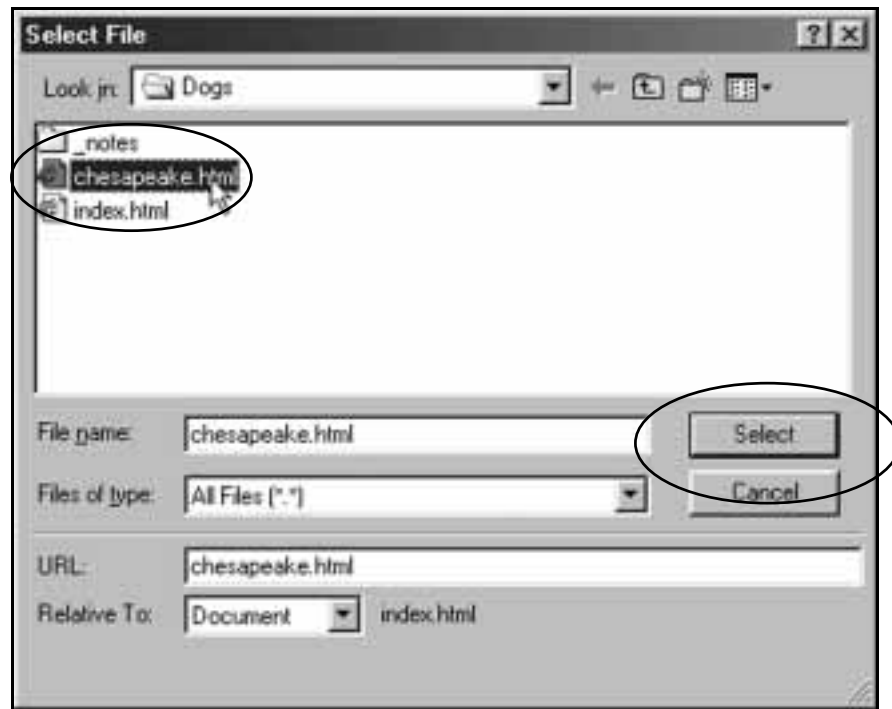 Select File
Look in: Dogs
_notes
chesapeake.html
index.html
File name: chesapeake.html Select
Files of type: All Files (*.*) Cancel
URL: chesapeake.html
Relative To: Document index.html